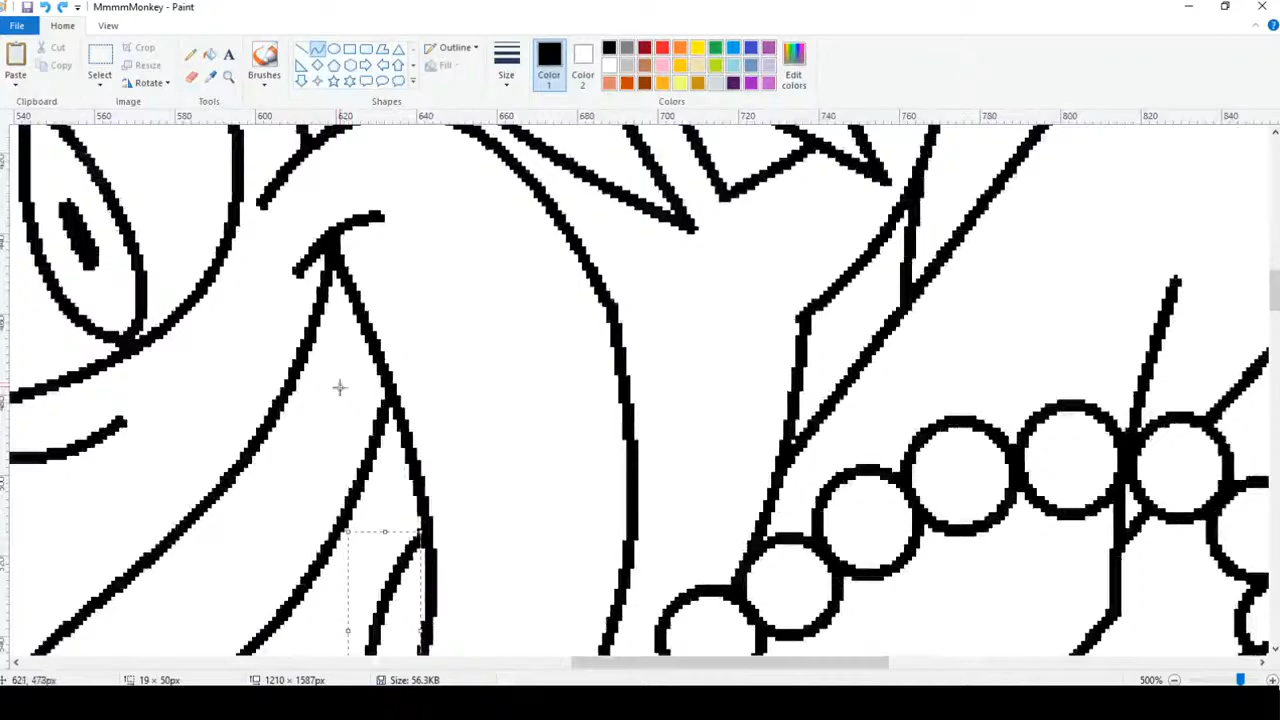 MmmmMonkey - Paint
File Home View
Paste Cut Copy Select Crop Resize Rotate A Brushes Outline Fill Size Color 1 Color 2 Edit colors
Clipboard Image Tools Shapes Colors
540 560 580 600 620 640 660 680 700 720 740 760 780 800 820 840
621, 473px 19 × 50px 1210 × 1587px Size: 56.3KB 500%